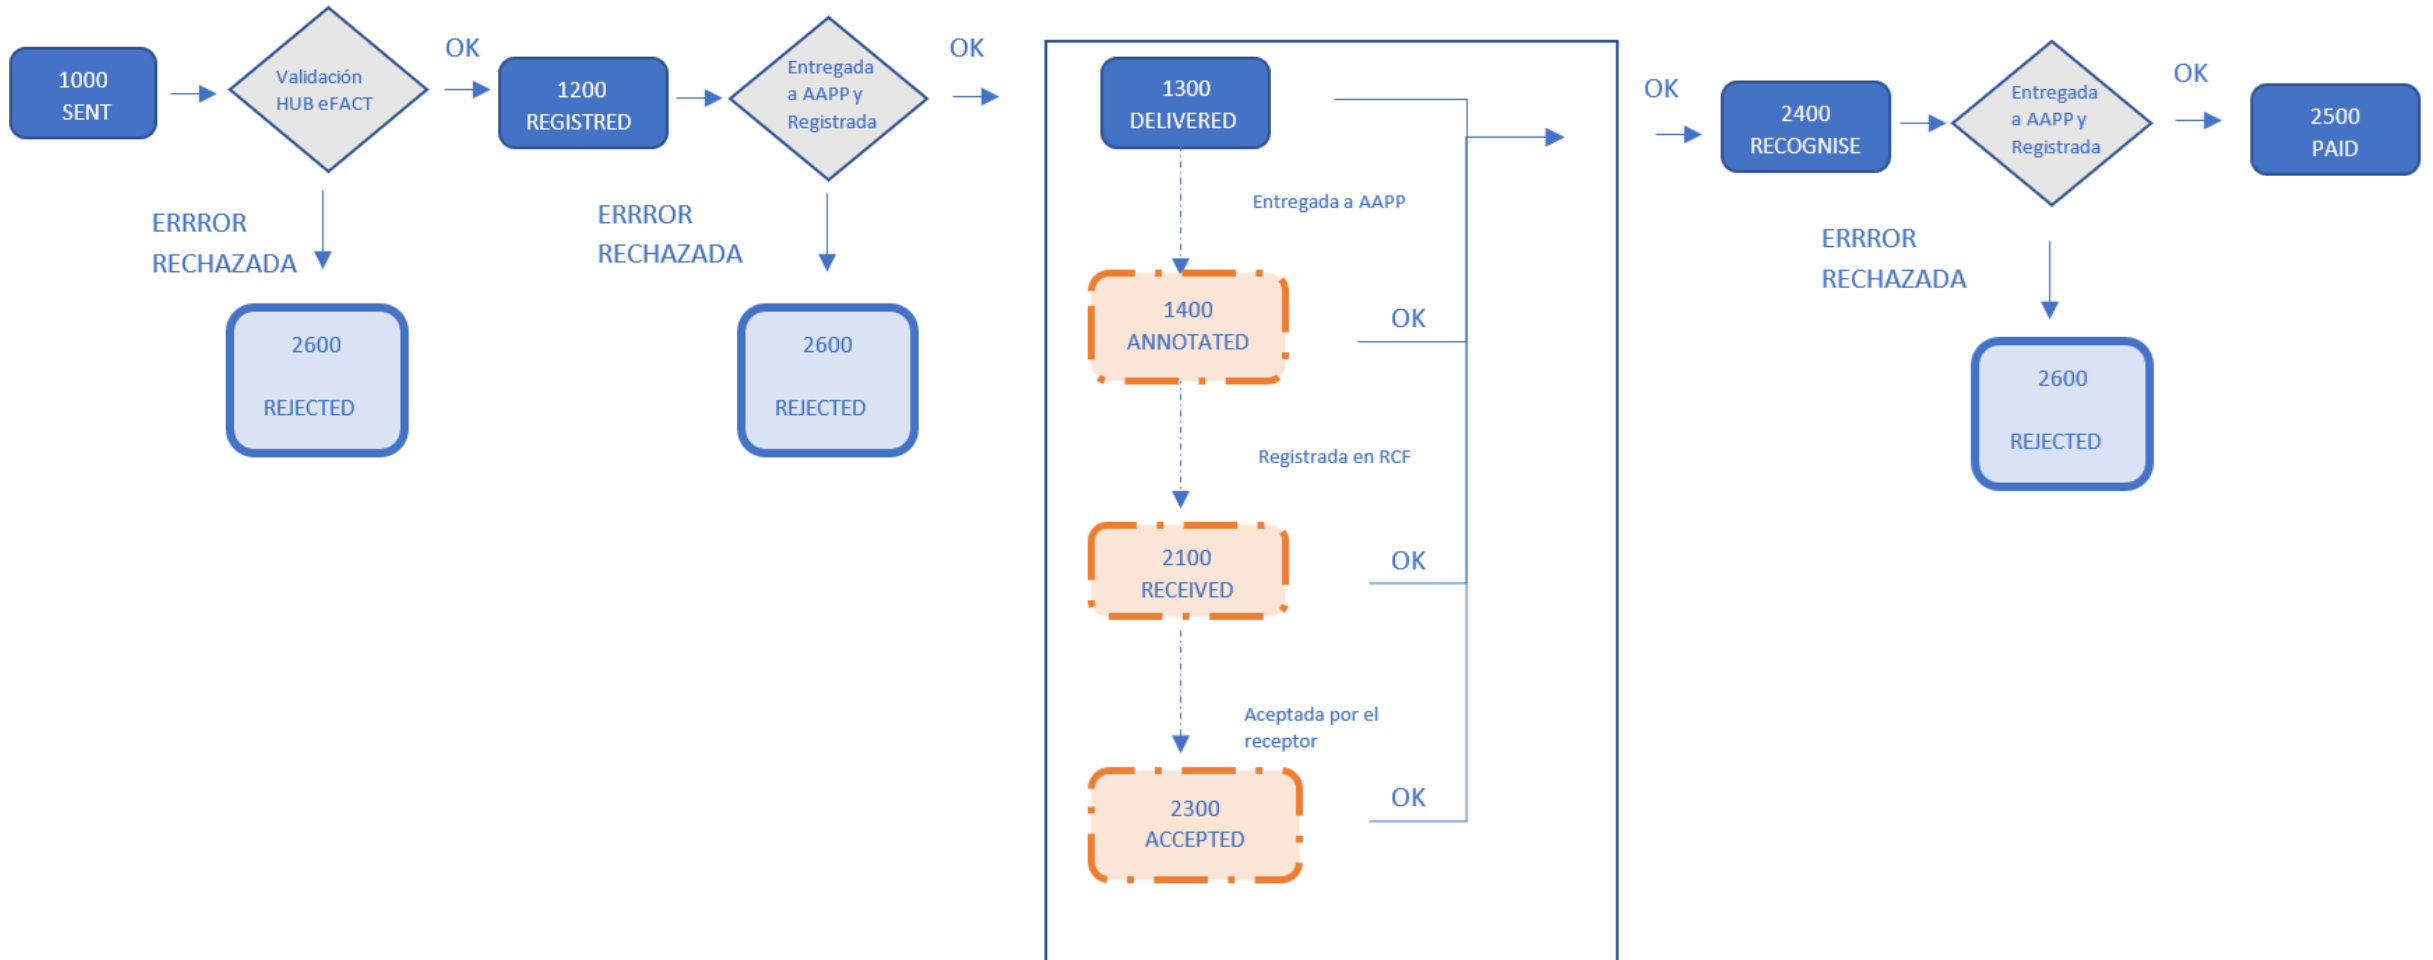 1000
SENT
Validación
HUB eFACT
OK
1200
REGISTRED
Entregada
a AAPP y
Registrada
OK
ERRROR
RECHAZADA
2600
REJECTED
ERRROR
RECHAZADA
2600
REJECTED
1300
DELIVERED
Entregada a AAPP
1400
ANNOTATED
OK
Registrada en RCF
2100
RECEIVED
OK
Aceptada por el
receptor
2300
ACCEPTED
OK
OK
2400
RECOGNISE
Entregada
a AAPP y
Registrada
OK
2500
PAID
ERRROR
RECHAZADA
2600
REJECTED